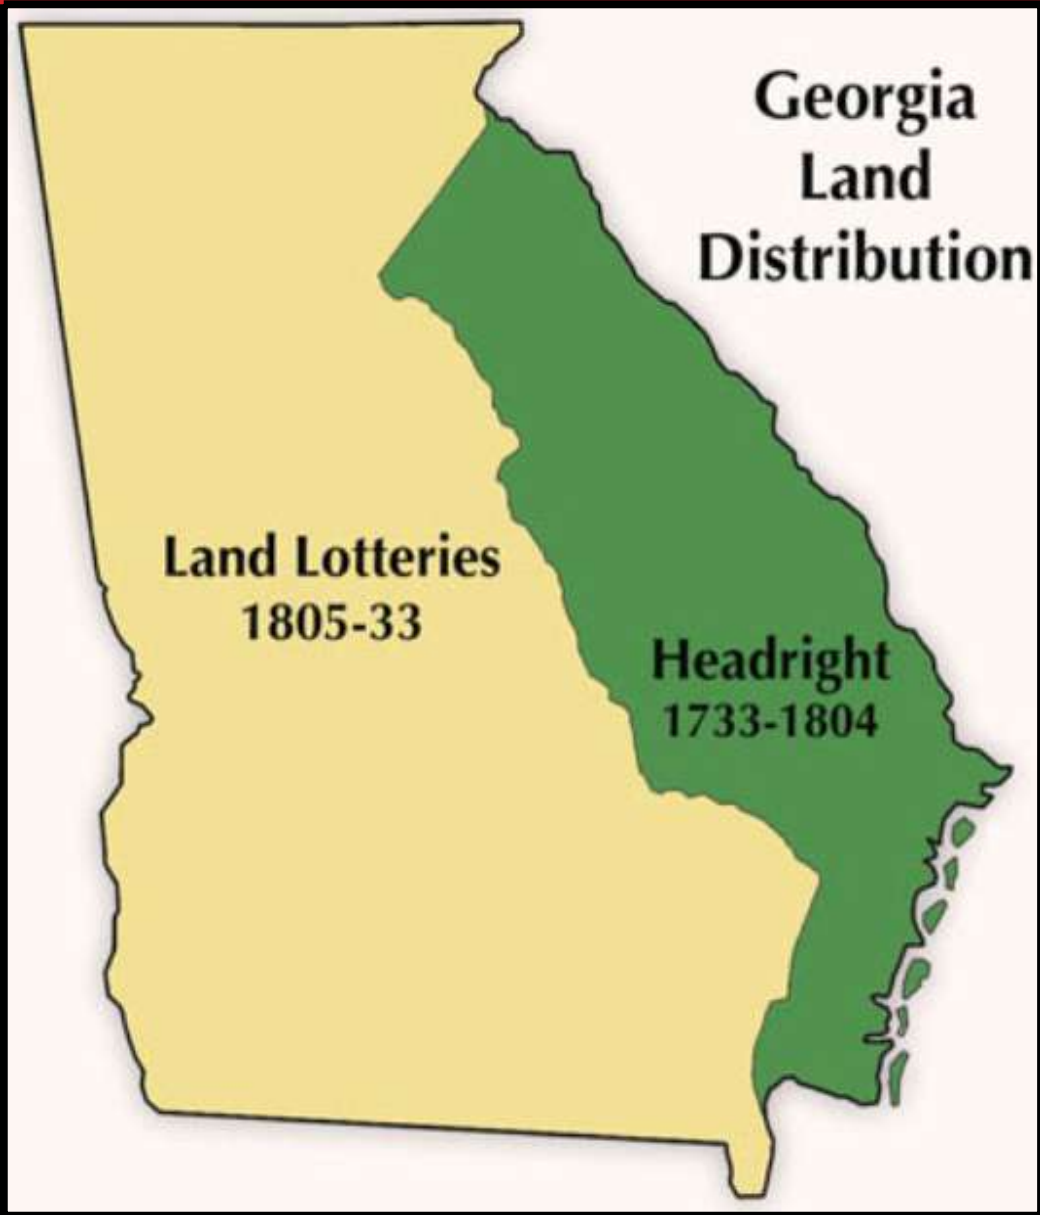 Georgia
Land
Distribution
Land Lotteries
1805-33
Headright
1733-1804